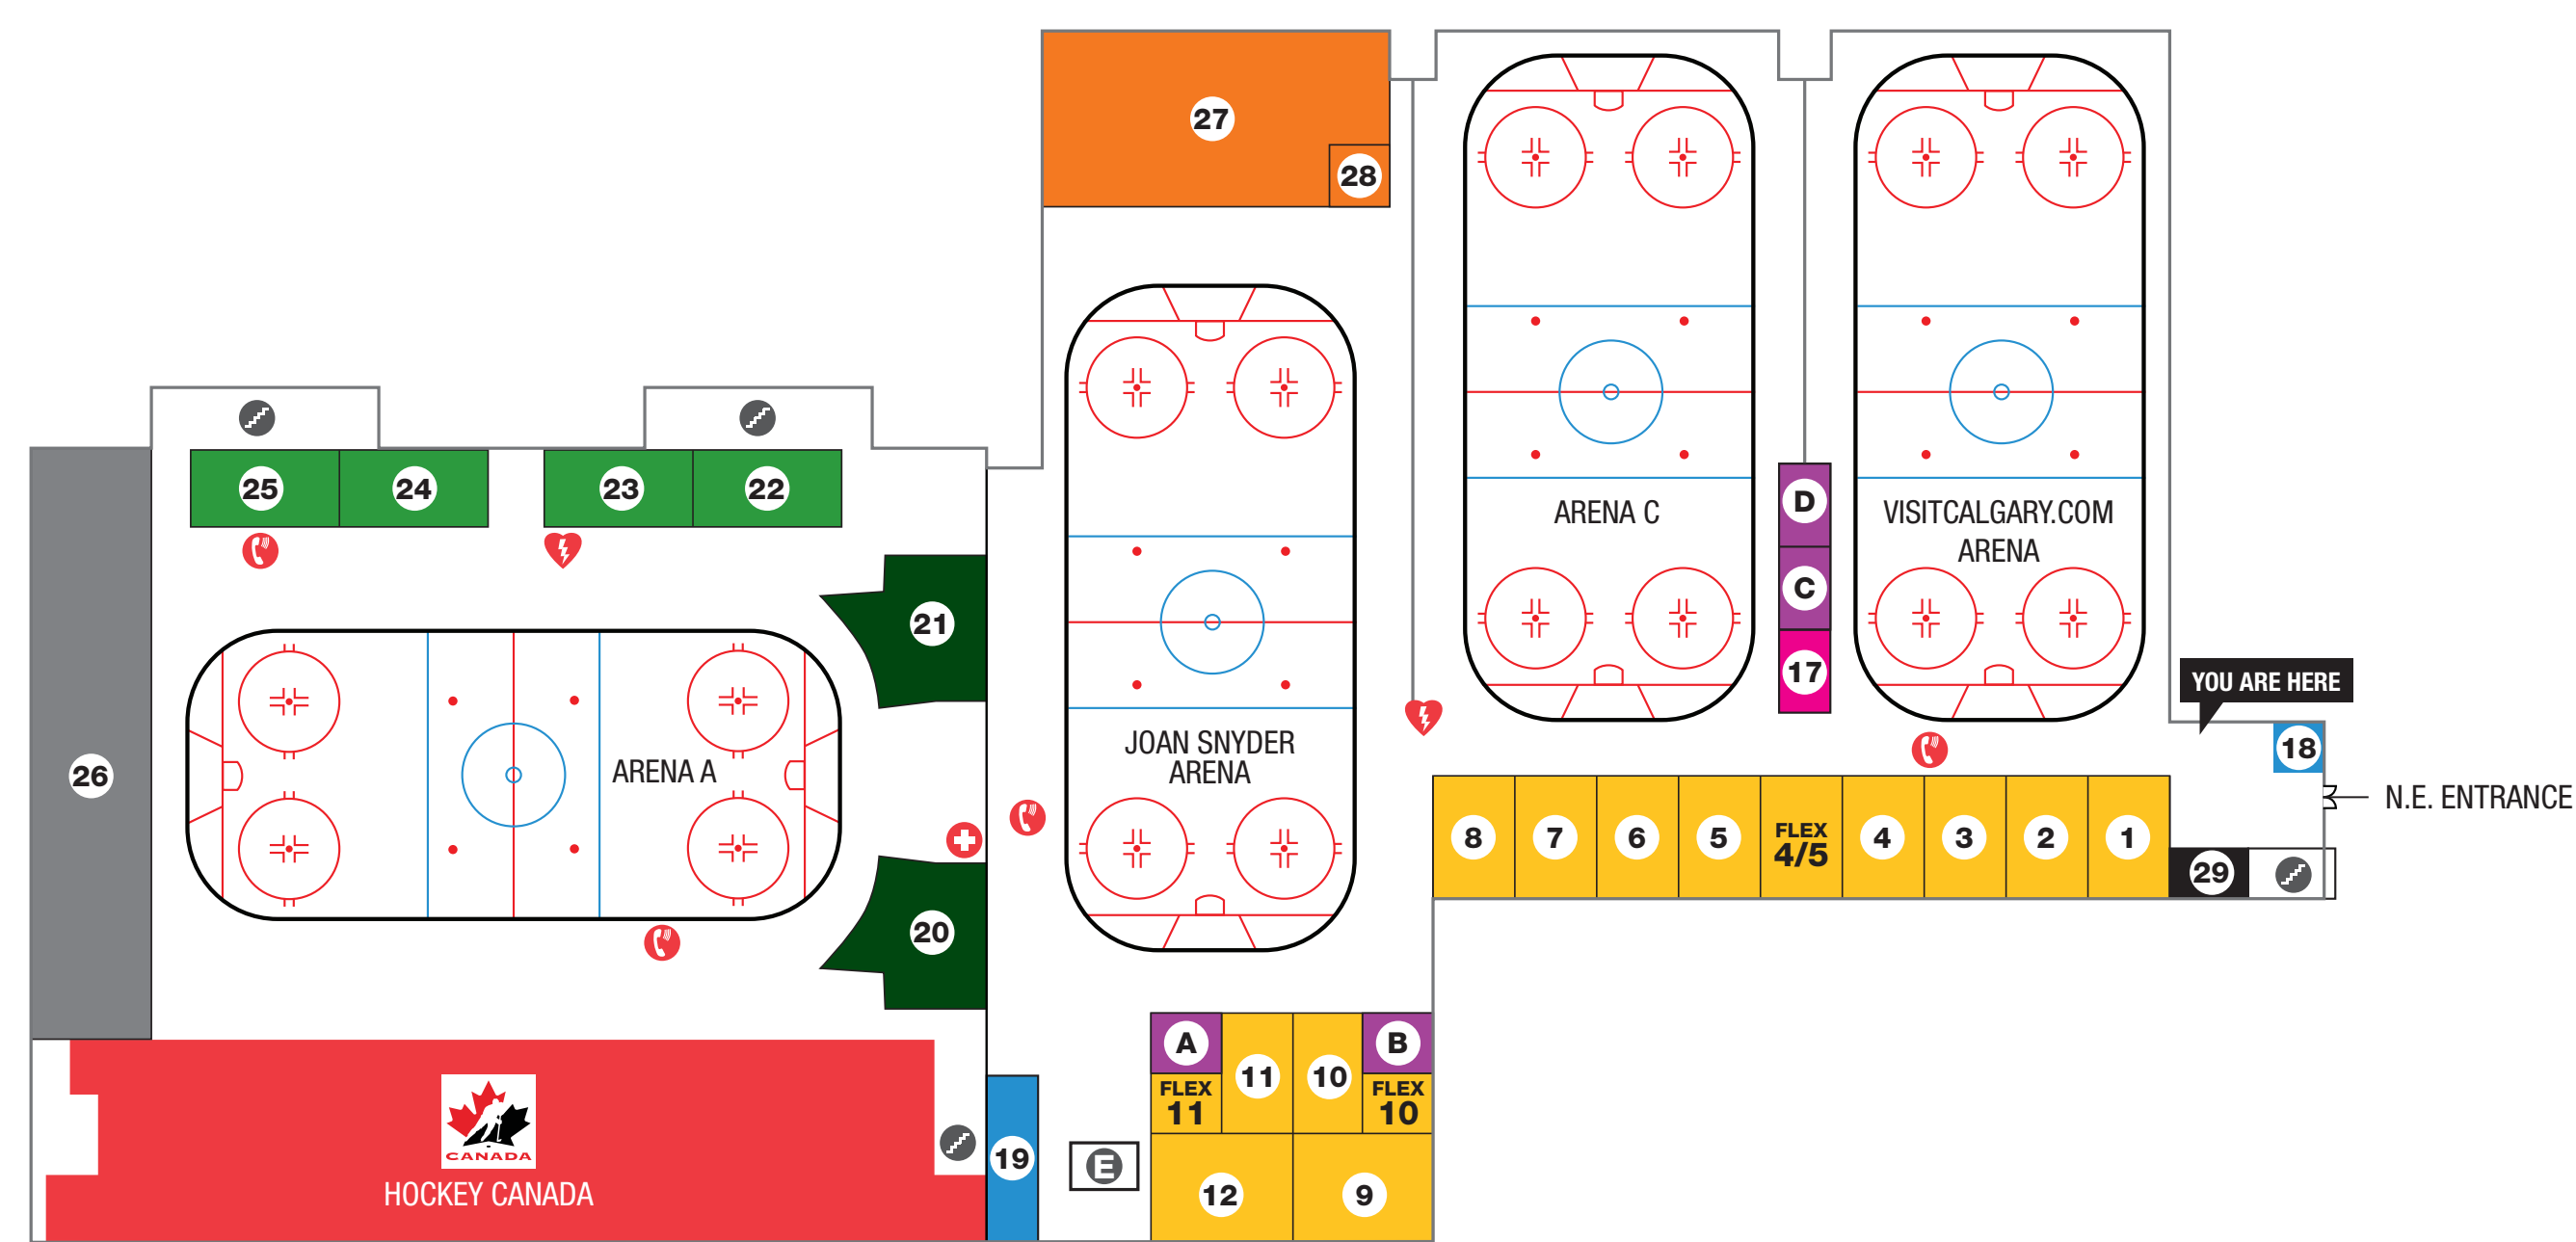 27
28
25
24
23
22
D
ARENA C
VISITCALGARY.COM
ARENA
C
21
17
YOU ARE HERE
JOAN SNYDER
ARENA
18
26
ARENA A
N.E. ENTRANCE
8
7
6
5
FLEX
4/5
4
3
2
1
29
20
A
11
10
B
FLEX
11
FLEX
10
CANADA
HOCKEY CANADA
19
E
12
9